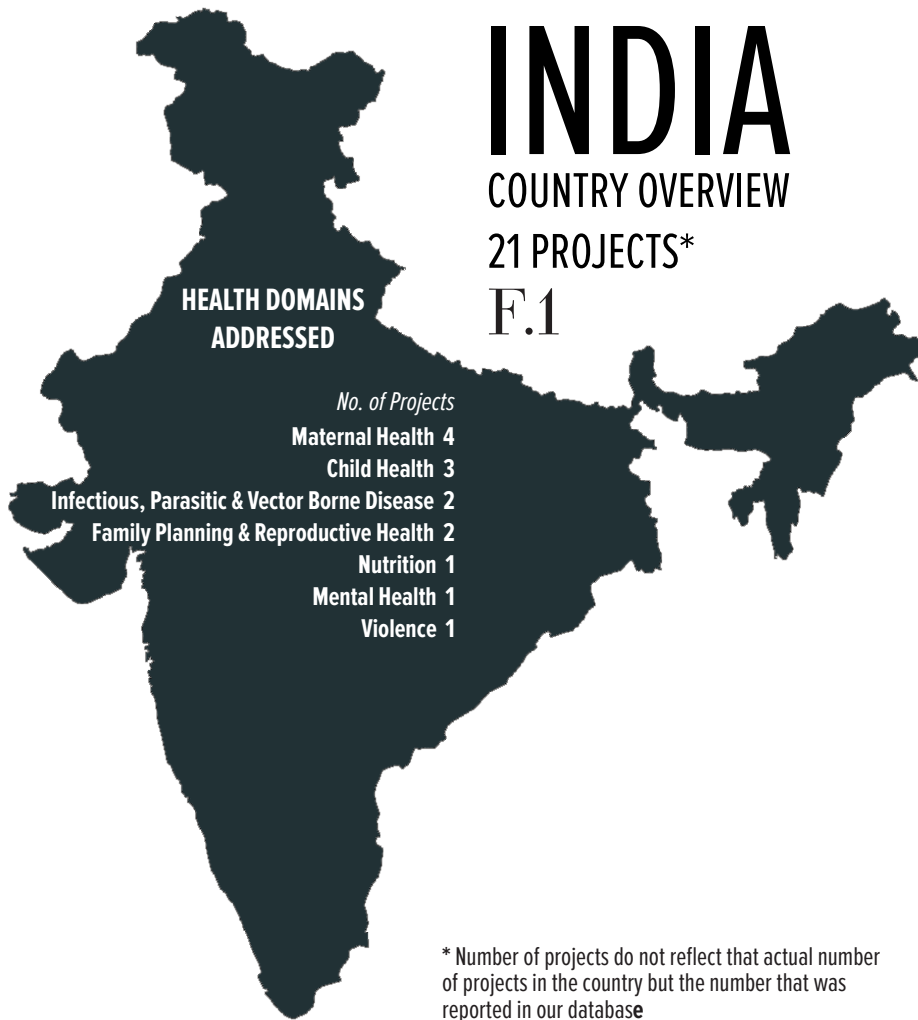 INDIA
COUNTRY OVERVIEW
21 PROJECTS*
F.1
HEALTH DOMAINS
ADDRESSED
No. of Projects
Maternal Health 4
Child Health 3
Infectious, Parasitic & Vector Borne Disease 2
Family Planning & Reproductive Health 2
Nutrition 1
Mental Health 1
Violence 1
* Number of projects do not reflect that actual number
of projects in the country but the number that was
reported in our database